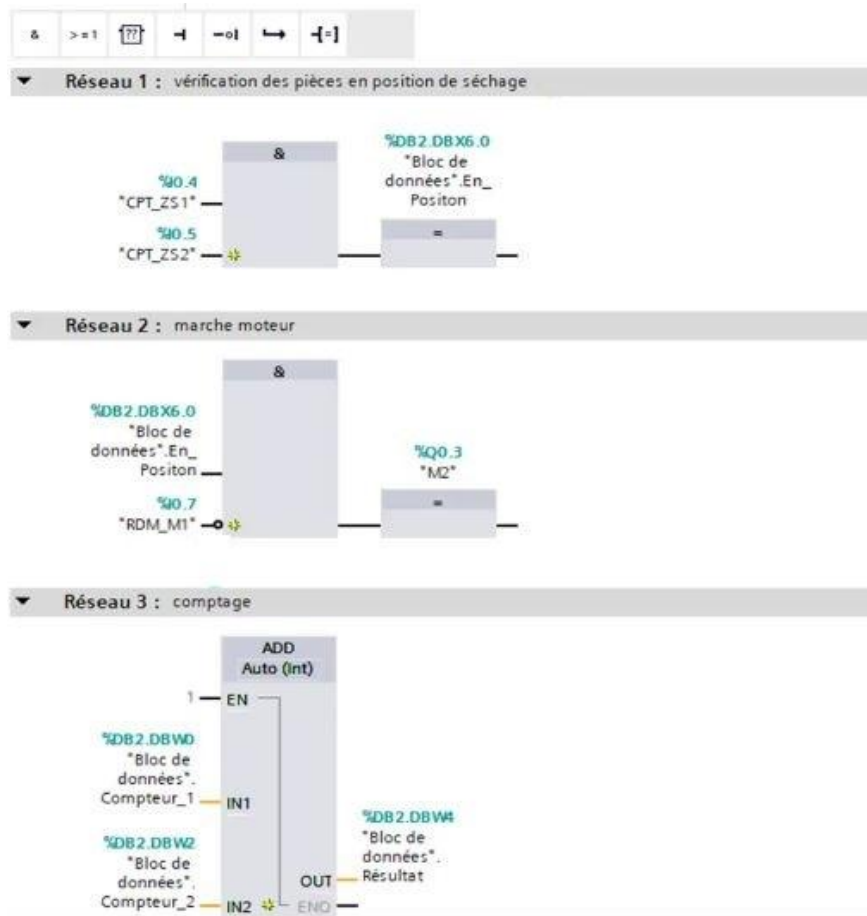 & >=1 ?? [=]
Réseau 1 : vérification des pièces en position de séchage
&
%DB2.DBX6.0
"Bloc de
données".En_
Positon
%I0.4
"CPT_ZS1"
=
%I0.5
"CPT_ZS2"
Réseau 2 : marche moteur
&
%DB2.DBX6.0
"Bloc de
données".En_
Positon
%Q0.3
"M2"
=
%I0.7
"RDM_M1"
Réseau 3 : comptage
ADD
Auto (Int)
1
EN
%DB2.DBW0
"Bloc de
données".
Compteur_1
IN1
%DB2.DBW2
"Bloc de
données".
Compteur_2
IN2
%DB2.DBW4
"Bloc de
données".
Résultat
OUT
ENO